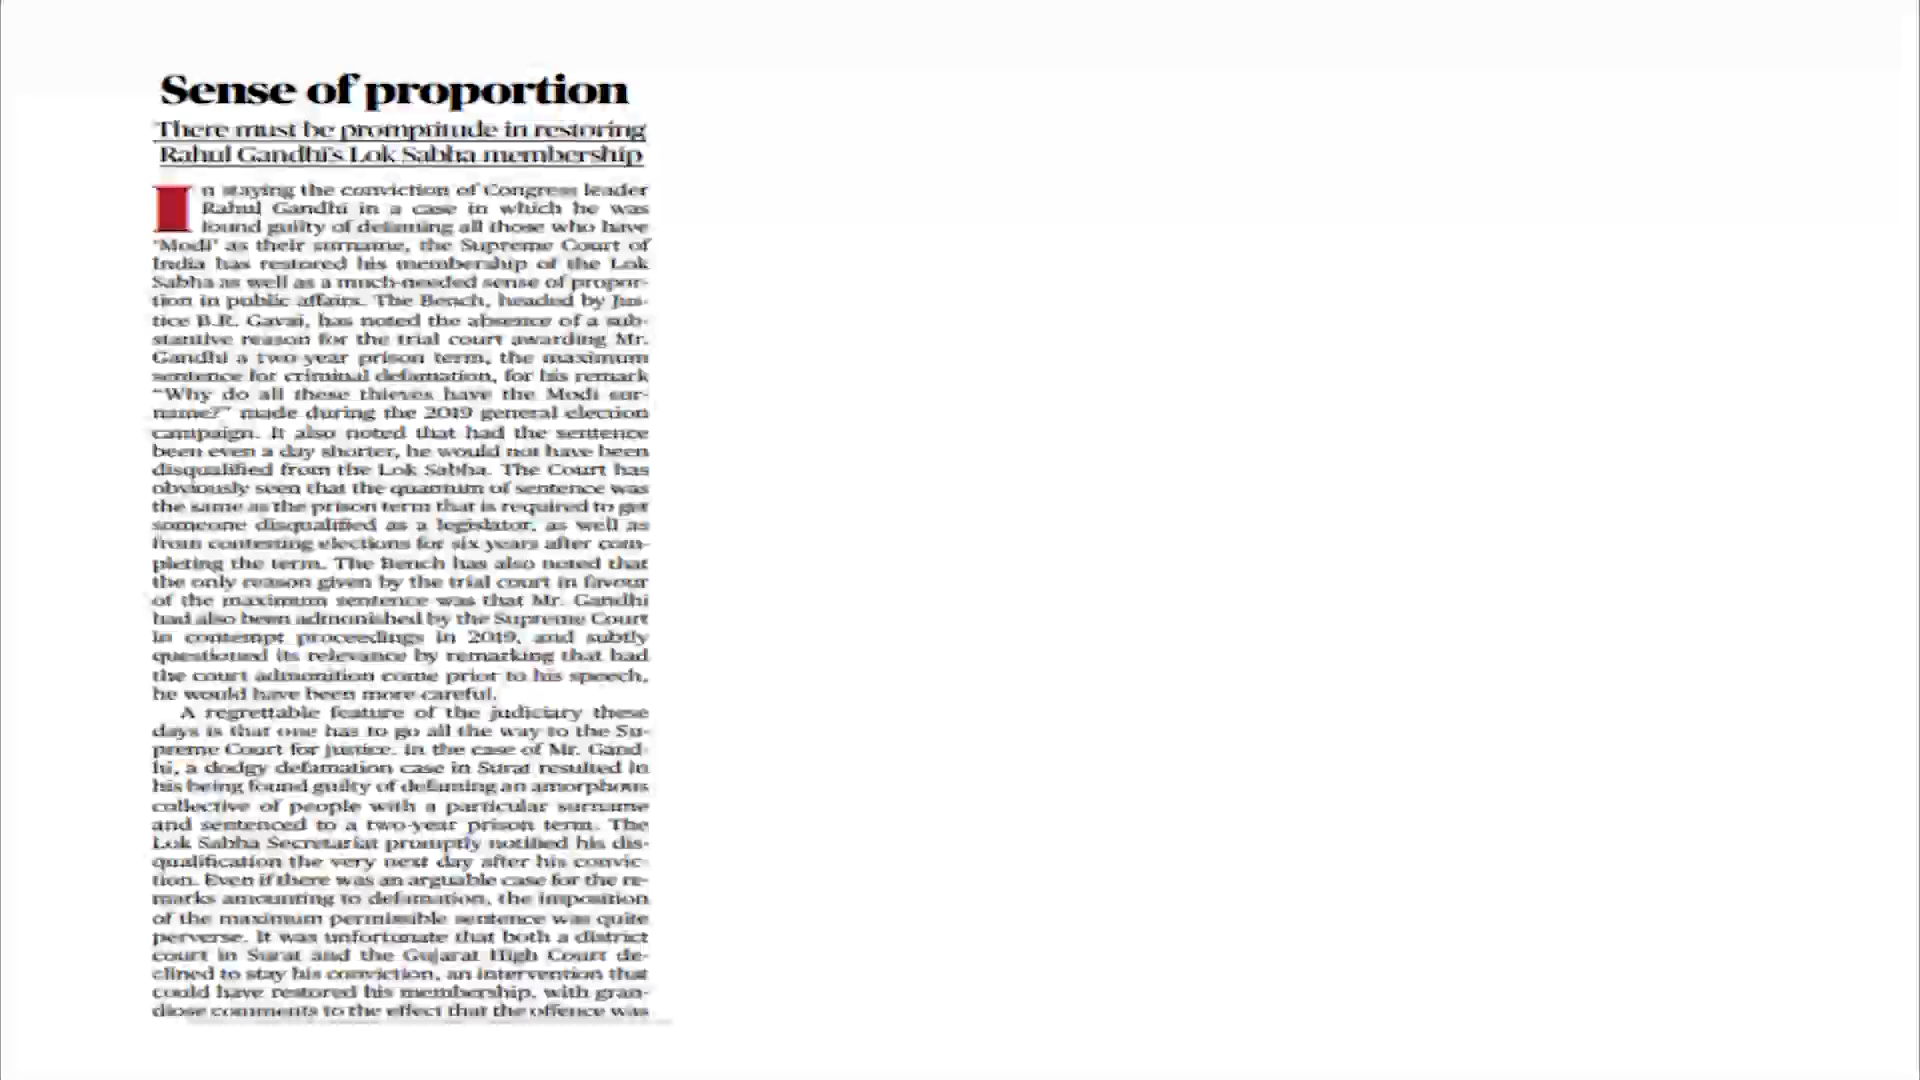 Sense of proportion
There must be promptitude in restoring
Rahul Gandhi's Lok Sabha membership
In staying the conviction of Congress leader
Rahul Gandhi in a case in which he was
found guilty of defaming all those who have
'Modi' as their surname, the Supreme Court of
India has restored his membership of the Lok
Sabha as well as a much-needed sense of propor-
tion in public affairs. The Bench, headed by Jus-
tice B.R. Gavai, has noted the absence of a sub-
stantive reason for the trial court awarding Mr.
Gandhi a two-year prison term, the maximum
sentence for criminal defamation, for his remark
"Why do all these thieves have the Modi sur-
name?" made during the 2019 general election
campaign. It also noted that had the sentence
been even a day shorter, he would not have been
disqualified from the Lok Sabha. The Court has
obviously seen that the quantum of sentence was
the same as the prison term that is required to get
someone disqualified as a legislator, as well as
from contesting elections for six years after com-
pleting the term. The Bench has also noted that
the only reason given by the trial court in favour
of the maximum sentence was that Mr. Gandhi
had also been admonished by the Supreme Court
in contempt proceedings in 2019, and subtly
questioned its relevance by remarking that had
the court admonition come prior to his speech,
he would have been more careful.
A regrettable feature of the judiciary these
days is that one has to go all the way to the Su-
preme Court for justice. In the case of Mr. Gand-
hi, a dodgy defamation case in Surat resulted in
his being found guilty of defaming an amorphous
collective of people with a particular surname
and sentenced to a two-year prison term. The
Lok Sabha Secretariat promptly notified his dis-
qualification the very next day after his convic-
tion. Even if there was an arguable case for the re-
marks amounting to defamation, the imposition
of the maximum permissible sentence was quite
perverse. It was unfortunate that both a district
court in Surat and the Gujarat High Court de-
clined to stay his conviction, an intervention that
could have restored his membership, with gran-
diose comments to the effect that the offence was